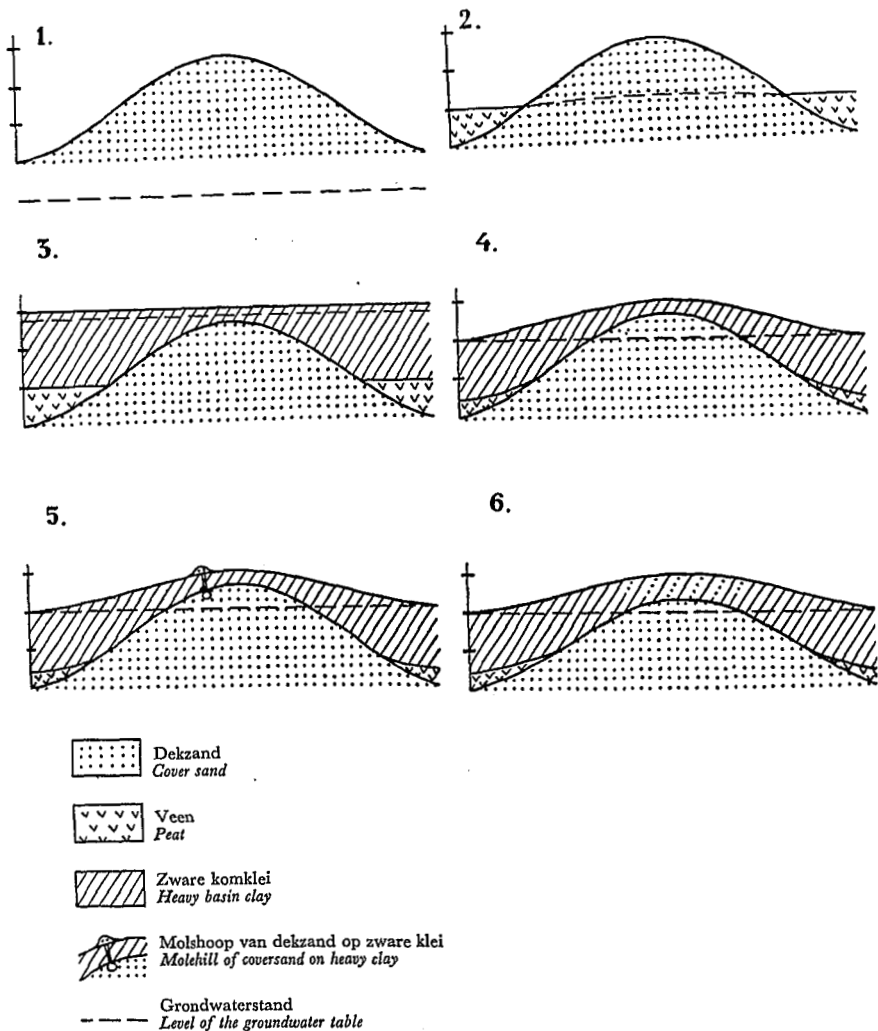 1.
2.
3.
4.
5.
6.
Dekzand
Cover sand
Veen
Peat
Zware komklei
Heavy basin clay
Molshoop van dekzand op zware klei
Molehill of coversand on heavy clay
Grondwaterstand
Level of the groundwater table